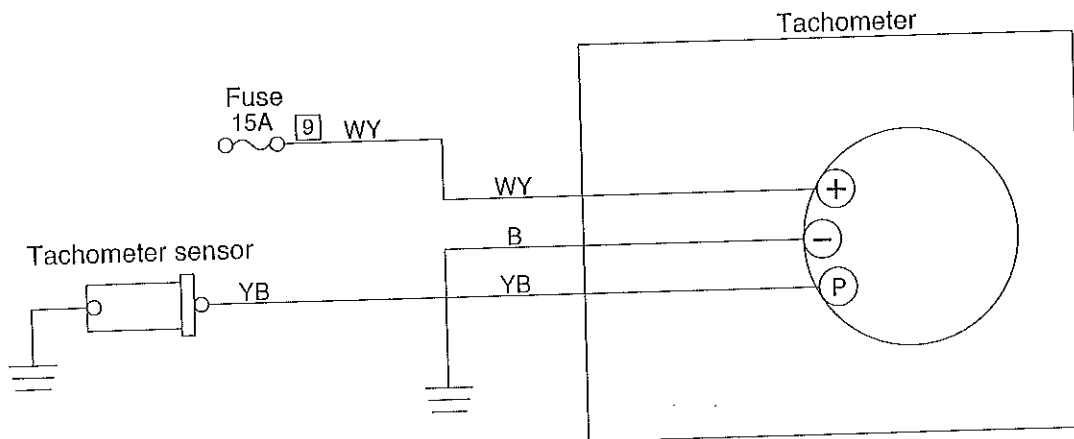 Tachometer
Fuse
15A
9 WY
WY
+
B
−
Tachometer sensor
YB
YB
P